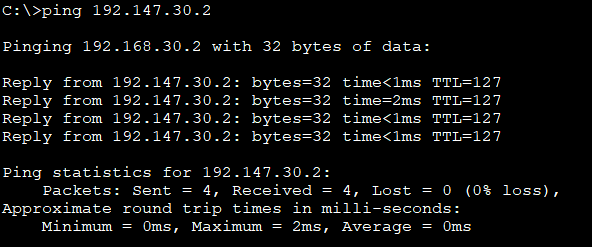 C:\>ping 192.147.30.2
Pinging 192.168.30.2 with 32 bytes of data:
Reply from 192.147.30.2: bytes=32 time<1ms TTL=127
Reply from 192.147.30.2: bytes=32 time=2ms TTL=127
Reply from 192.147.30.2: bytes=32 time<1ms TTL=127
Reply from 192.147.30.2: bytes=32 time<1ms TTL=127
Ping statistics for 192.147.30.2:
    Packets: Sent = 4, Received = 4, Lost = 0 (0% loss),
Approximate round trip times in milli-seconds:
    Minimum = 0ms, Maximum = 2ms, Average = 0ms